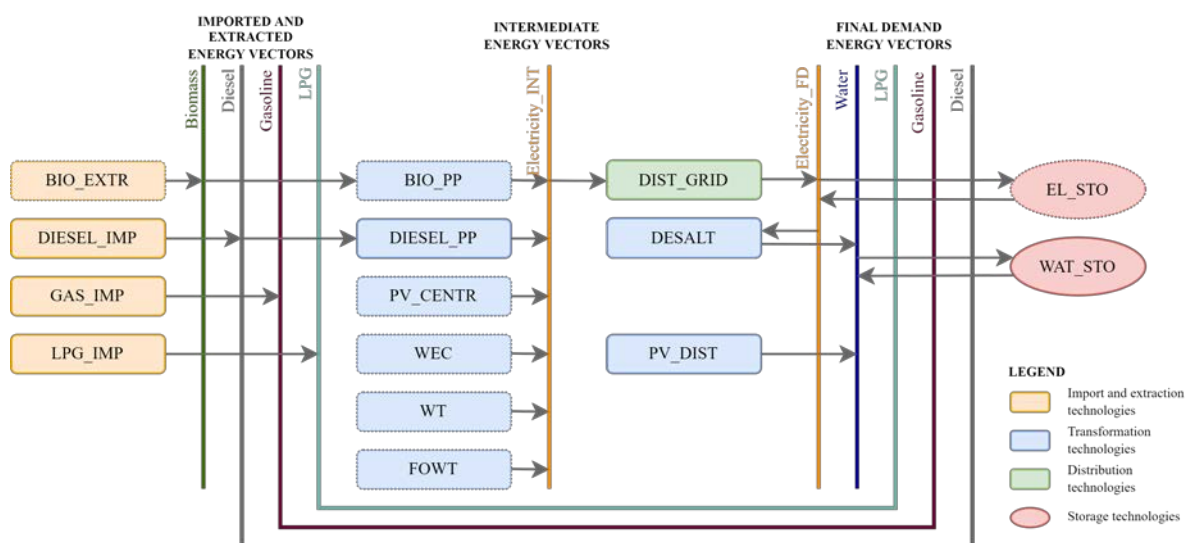 IMPORTED AND
EXTRACTED
ENERGY VECTORS
INTERMEDIATE
ENERGY VECTORS
FINAL DEMAND
ENERGY VECTORS
Biomass
Diesel
Gasoline
LPG
Electricity_INT
Electricity_FD
Water
LPG
Gasoline
Diesel
BIO_EXTR
BIO_PP
DIST_GRID
EL_STO
DIESEL_IMP
DIESEL_PP
DESALT
WAT_STO
GAS_IMP
PV_CENTR
LPG_IMP
WEC
PV_DIST
WT
FOWT
LEGEND
Import and extraction
technologies
Transformation
technologies
Distribution
technologies
Storage technologies